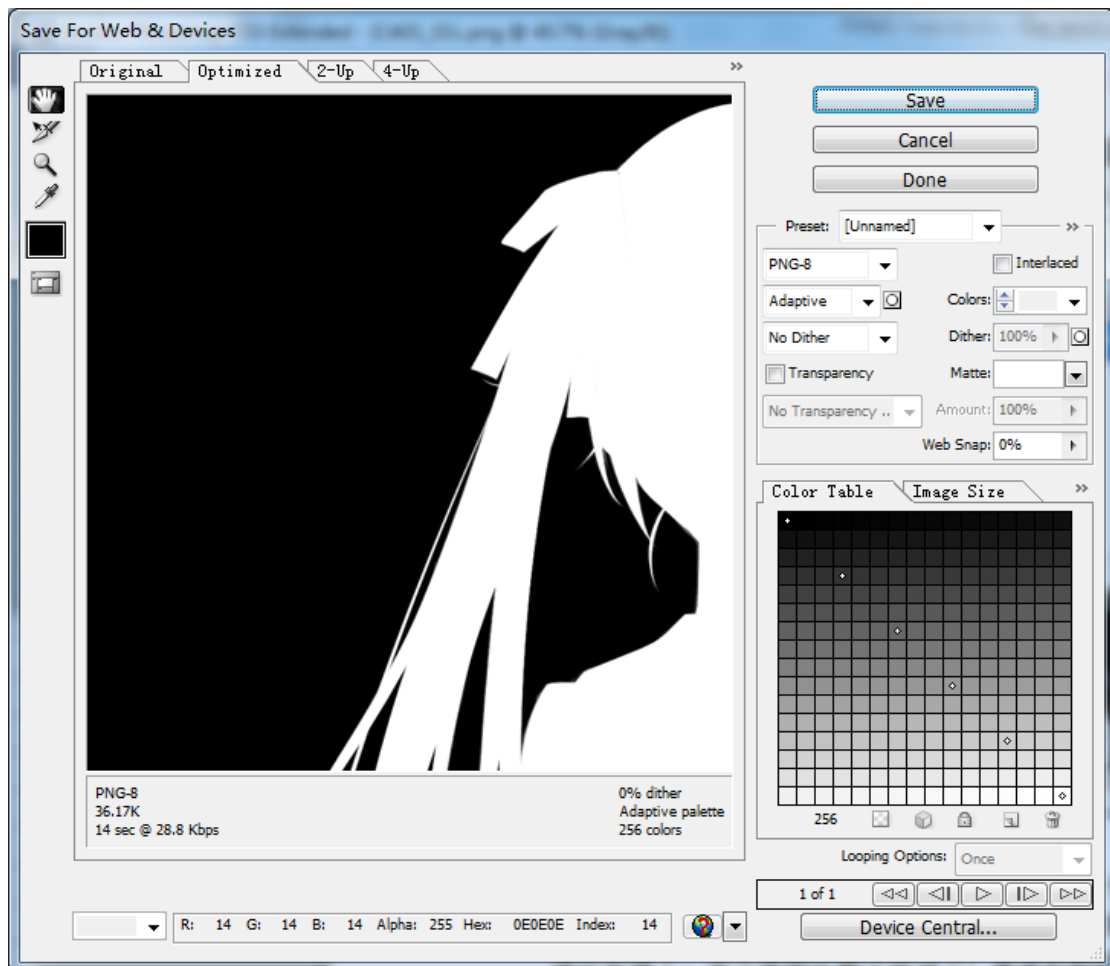 Save For Web & Devices
Original Optimized 2-Up 4-Up
Save
Cancel
Done
Preset: [Unnamed]
PNG-8 Interlaced
Adaptive Colors:
No Dither Dither: 100%
Transparency Matte:
No Transparency .. Amount: 100%
Web Snap: 0%
Color Table Image Size
256
PNG-8 0% dither
36.17K Adaptive palette
14 sec @ 28.8 Kbps 256 colors
Looping Options: Once
1 of 1
R: 14 G: 14 B: 14 Alpha: 255 Hex: 0E0E0E Index: 14
Device Central...